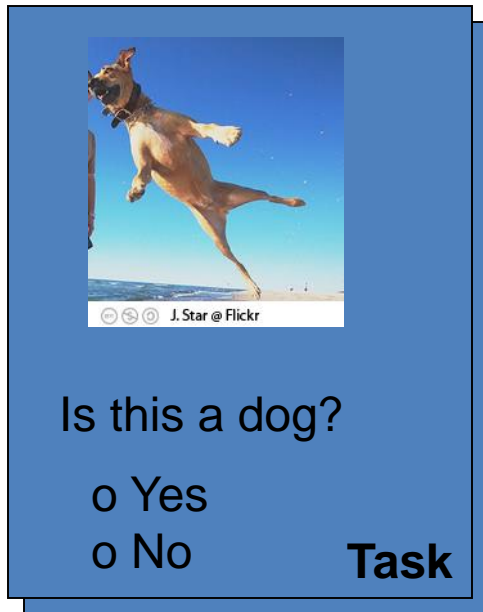 J. Star @ Flickr
Is this a dog?
o Yes
o No
Task